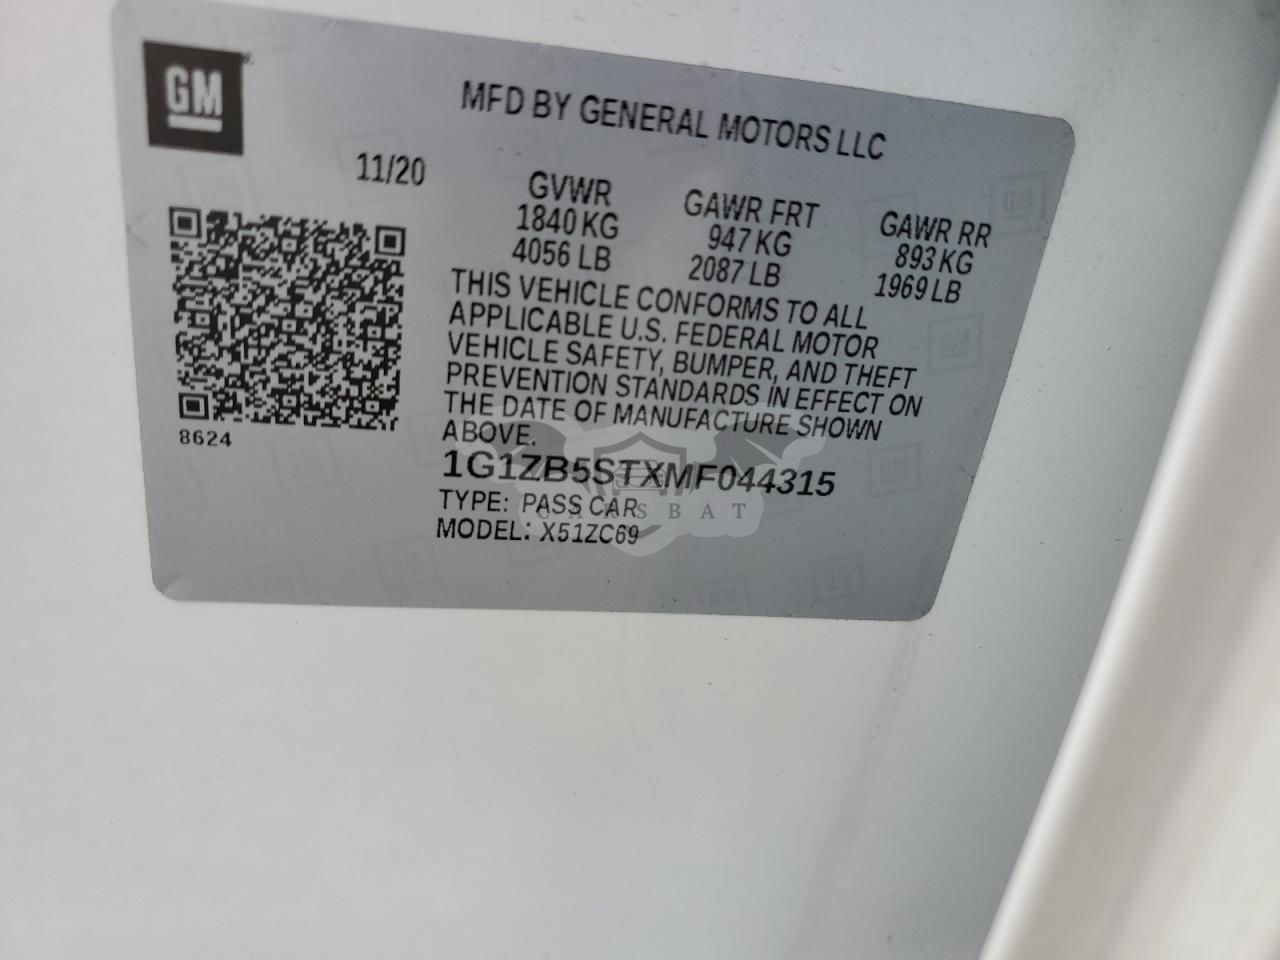 GM
MFD BY GENERAL MOTORS LLC
11/20
GVWR GAWR FRT GAWR RR
1840 KG 947 KG 893 KG
4056 LB 2087 LB 1969 LB
THIS VEHICLE CONFORMS TO ALL
APPLICABLE U.S. FEDERAL MOTOR
VEHICLE SAFETY, BUMPER, AND THEFT
PREVENTION STANDARDS IN EFFECT ON
THE DATE OF MANUFACTURE SHOWN
ABOVE.
8624
1G1ZB5STXMF044315
TYPE: PASS CAR
MODEL: X51ZC69
CARSBAT